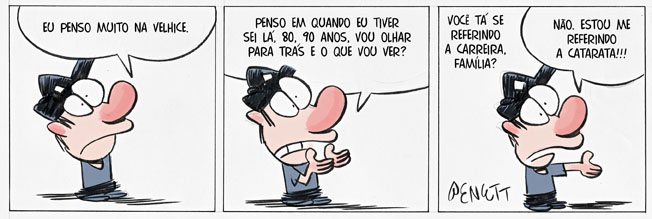 EU PENSO MUITO NA VELHICE.
PENSO EM QUANDO EU TIVER
SEI LÁ, 80, 90 ANOS, VOU OLHAR
PARA TRÁS E O QUE VOU VER?
VOCÊ TÁ SE
REFERINDO
A CARREIRA,
FAMÍLIA?
NÃO. ESTOU ME
REFERINDO
A CATARATA!!!
BENETT